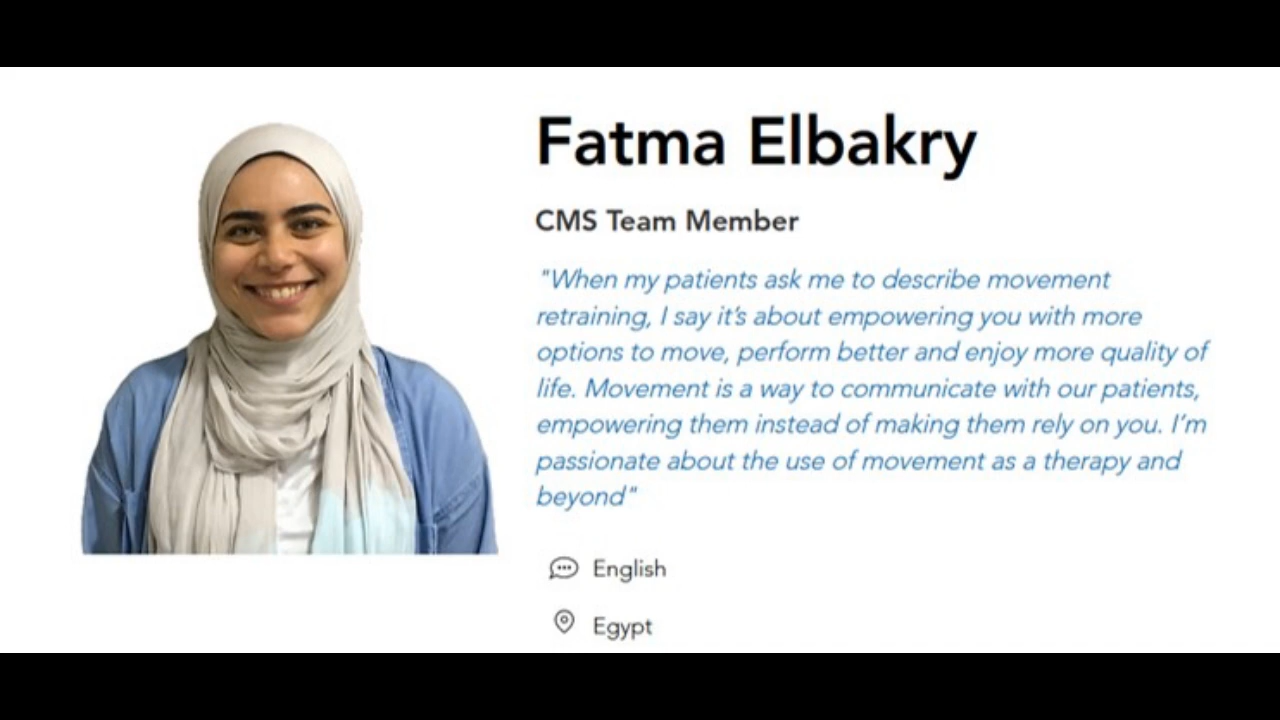 Fatma Elbakry
CMS Team Member
"When my patients ask me to describe movement
retraining, I say it’s about empowering you with more
options to move, perform better and enjoy more quality of
life. Movement is a way to communicate with our patients,
empowering them instead of making them rely on you. I’m
passionate about the use of movement as a therapy and
beyond"
English
Egypt